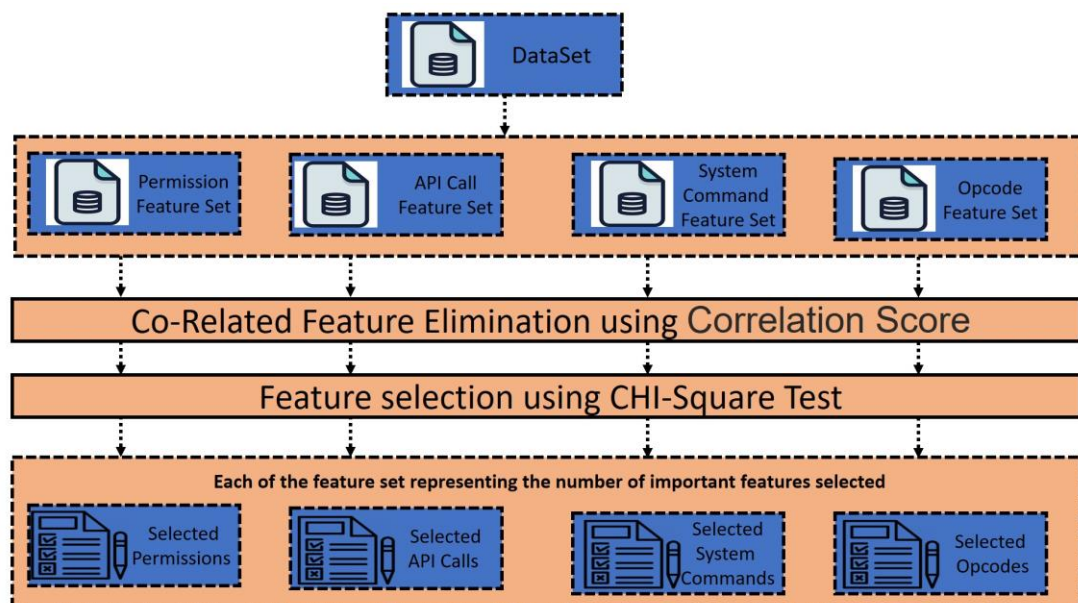 DataSet
Permission
Feature Set
API Call
Feature Set
System
Command
Feature Set
Opcode
Feature Set
Co-Related Feature Elimination using Correlation Score
Feature selection using CHI-Square Test
Each of the feature set representing the number of important features selected
Selected
Permissions
Selected
API Calls
Selected
System
Commands
Selected
Opcodes